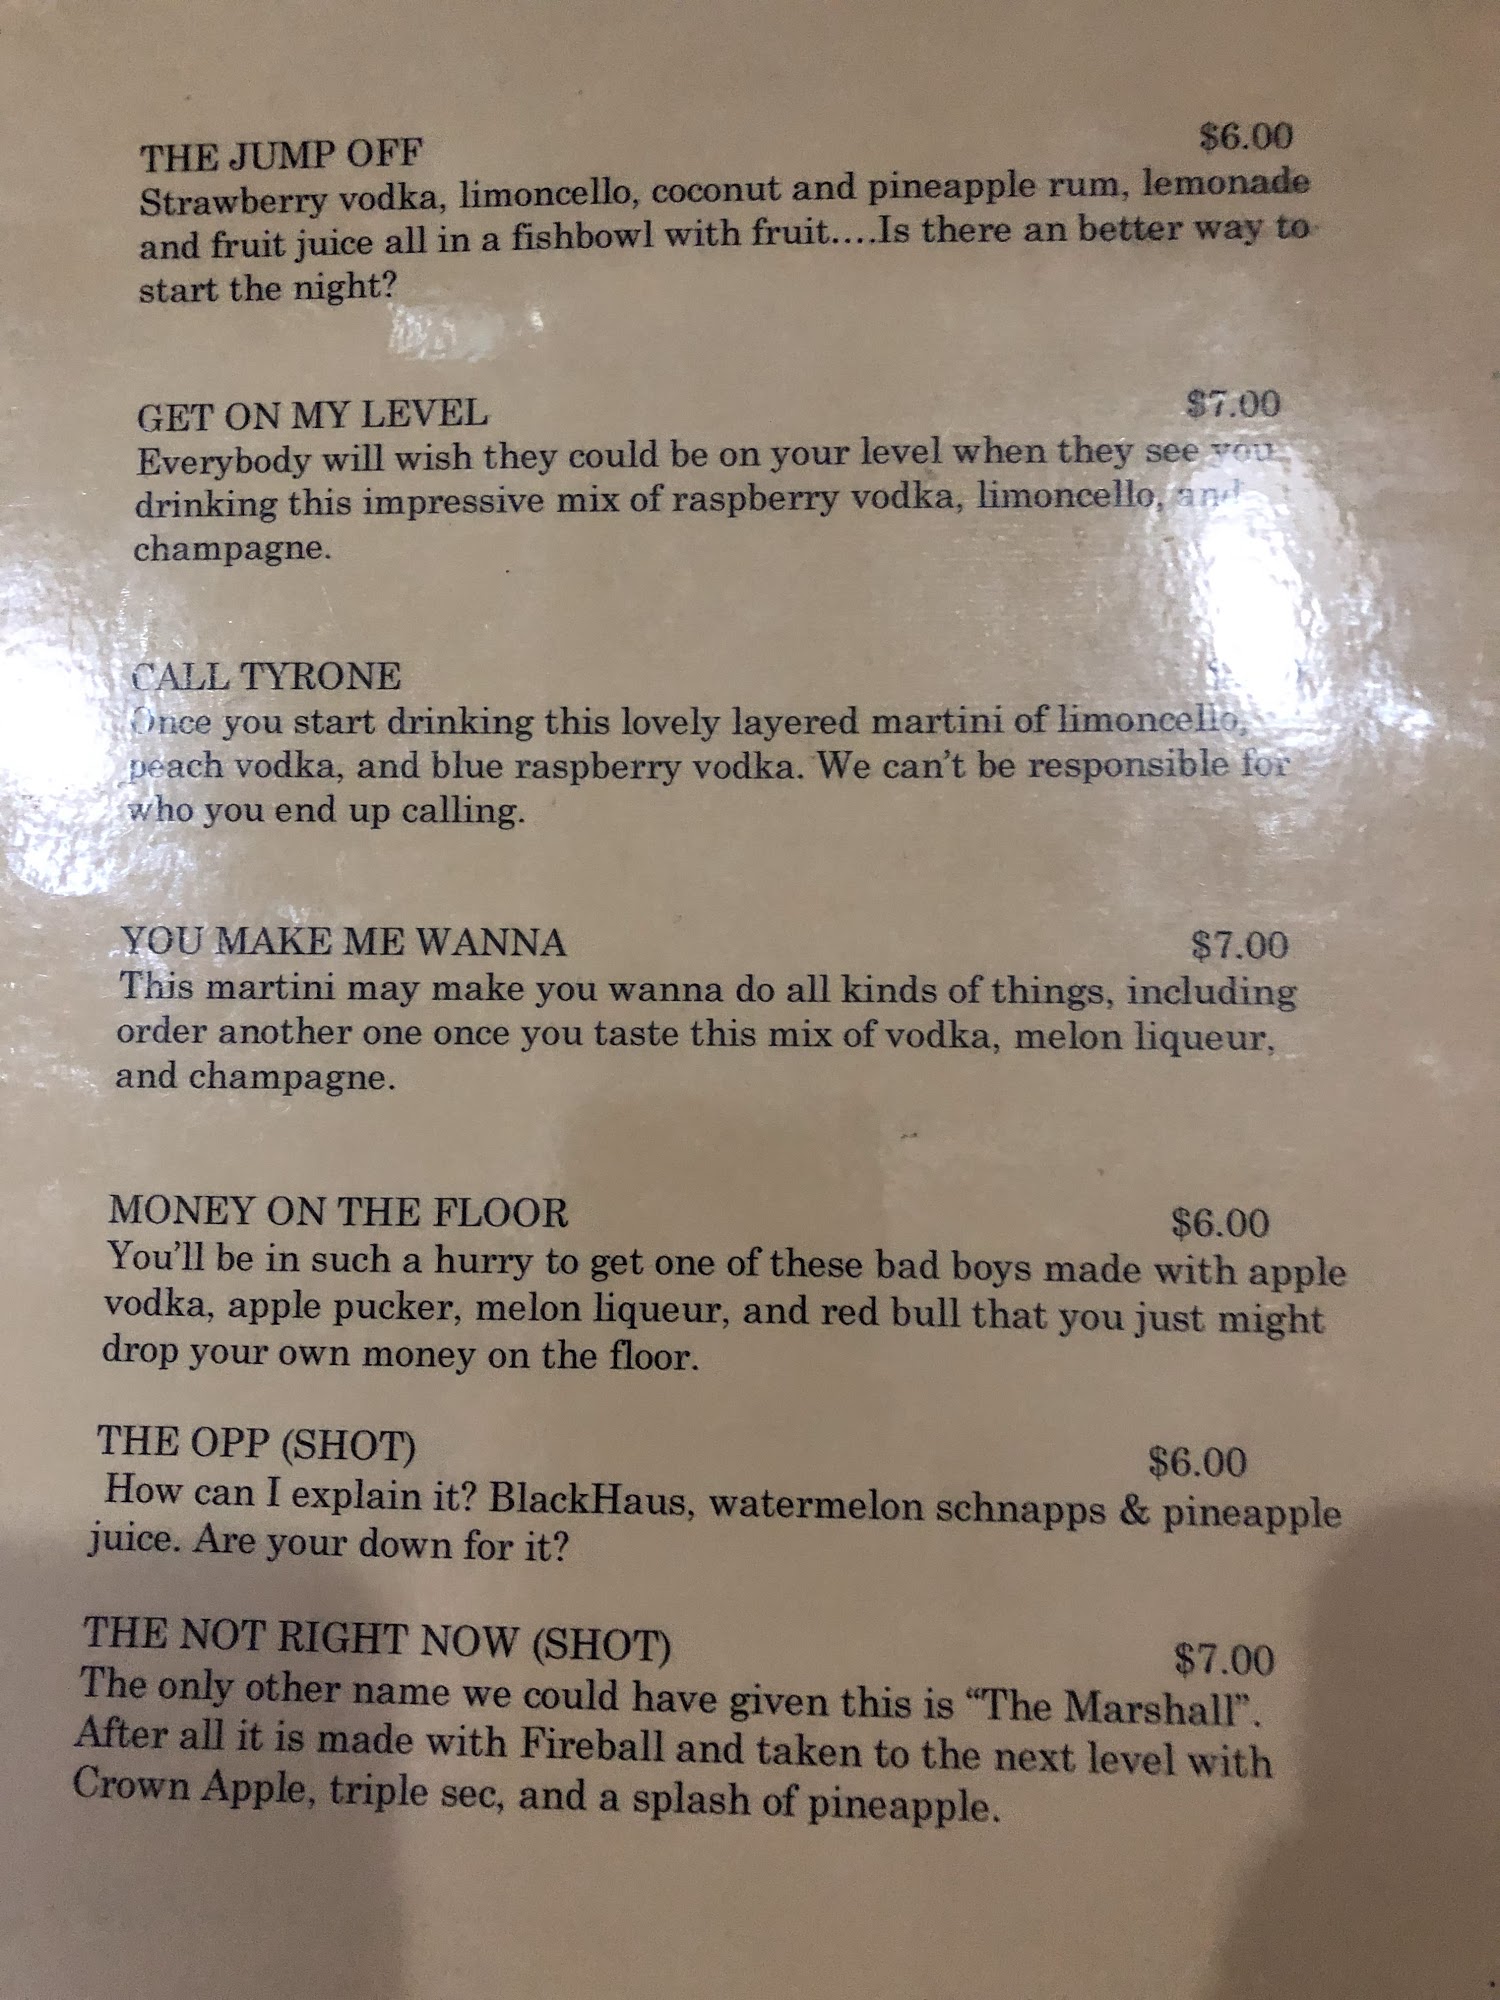 THE JUMP OFF $6.00
Strawberry vodka, limoncello, coconut and pineapple rum, lemonade
and fruit juice all in a fishbowl with fruit....Is there an better way to
start the night?
GET ON MY LEVEL $7.00
Everybody will wish they could be on your level when they see you
drinking this impressive mix of raspberry vodka, limoncello, and
champagne.
CALL TYRONE
Once you start drinking this lovely layered martini of limoncello,
peach vodka, and blue raspberry vodka. We can't be responsible for
who you end up calling.
YOU MAKE ME WANNA $7.00
This martini may make you wanna do all kinds of things, including
order another one once you taste this mix of vodka, melon liqueur,
and champagne.
MONEY ON THE FLOOR $6.00
You'll be in such a hurry to get one of these bad boys made with apple
vodka, apple pucker, melon liqueur, and red bull that you just might
drop your own money on the floor.
THE OPP (SHOT) $6.00
How can I explain it? BlackHaus, watermelon schnapps & pineapple
juice. Are your down for it?
THE NOT RIGHT NOW (SHOT) $7.00
The only other name we could have given this is “The Marshall”.
After all it is made with Fireball and taken to the next level with
Crown Apple, triple sec, and a splash of pineapple.